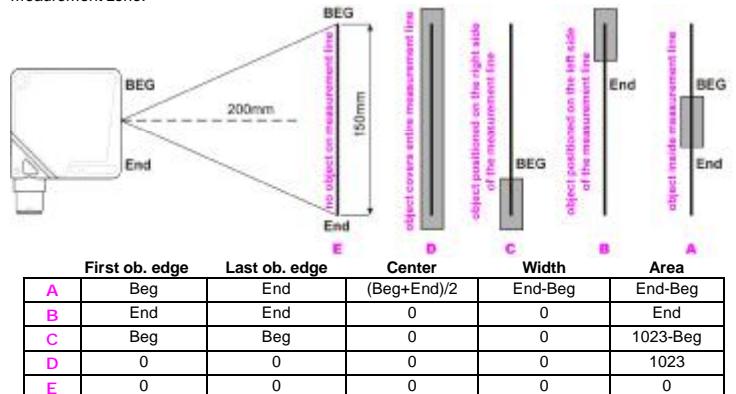 measurement zone.
BEG
BEG
End
200mm
no object on measurement line
150mm
End
E
object covers entire measurement line
D
object positioned on the right side
of the measurement line
BEG
C
object positioned on the left side
of the measurement line
End
B
object inside measurement line
BEG
End
A
First ob. edge Last ob. edge Center Width Area
A Beg End (Beg+End)/2 End-Beg End-Beg
B End End 0 0 End
C Beg Beg 0 0 1023-Beg
D 0 0 0 0 1023
E 0 0 0 0 0